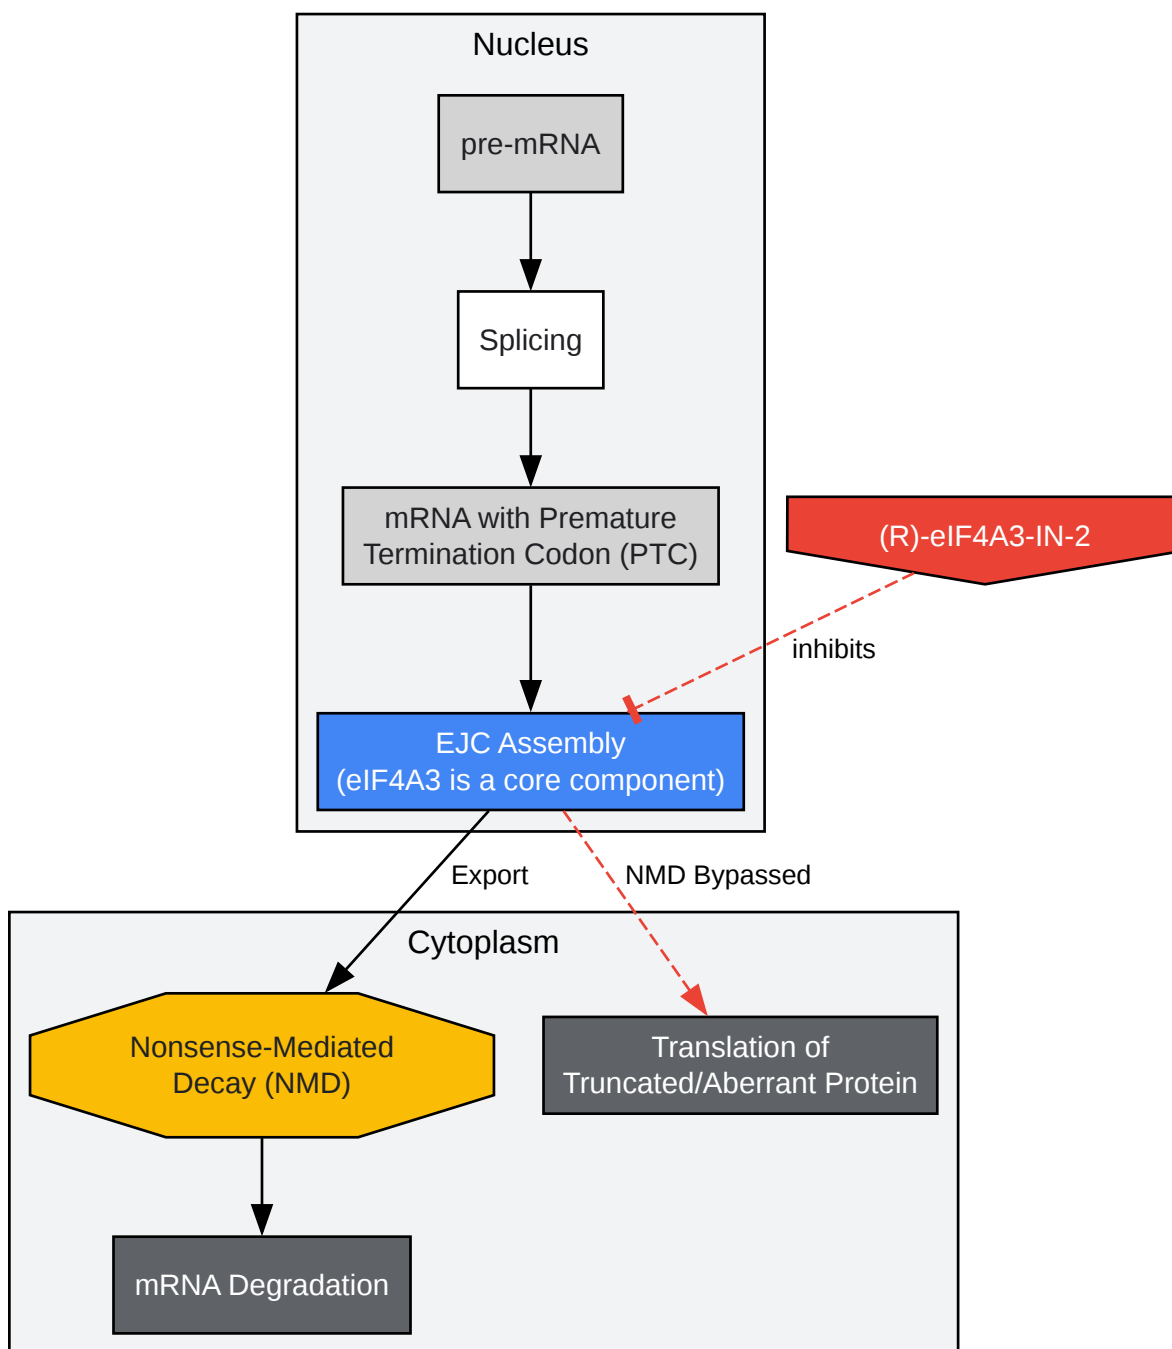 Nucleus
pre-mRNA
Splicing
mRNA with Premature
Termination Codon (PTC)
(R)-eIF4A3-IN-2
inhibits
EJC Assembly
(eIF4A3 is a core component)
Export
NMD Bypassed
Cytoplasm
Nonsense-Mediated
Decay (NMD)
Translation of
Truncated/Aberrant Protein
mRNA Degradation